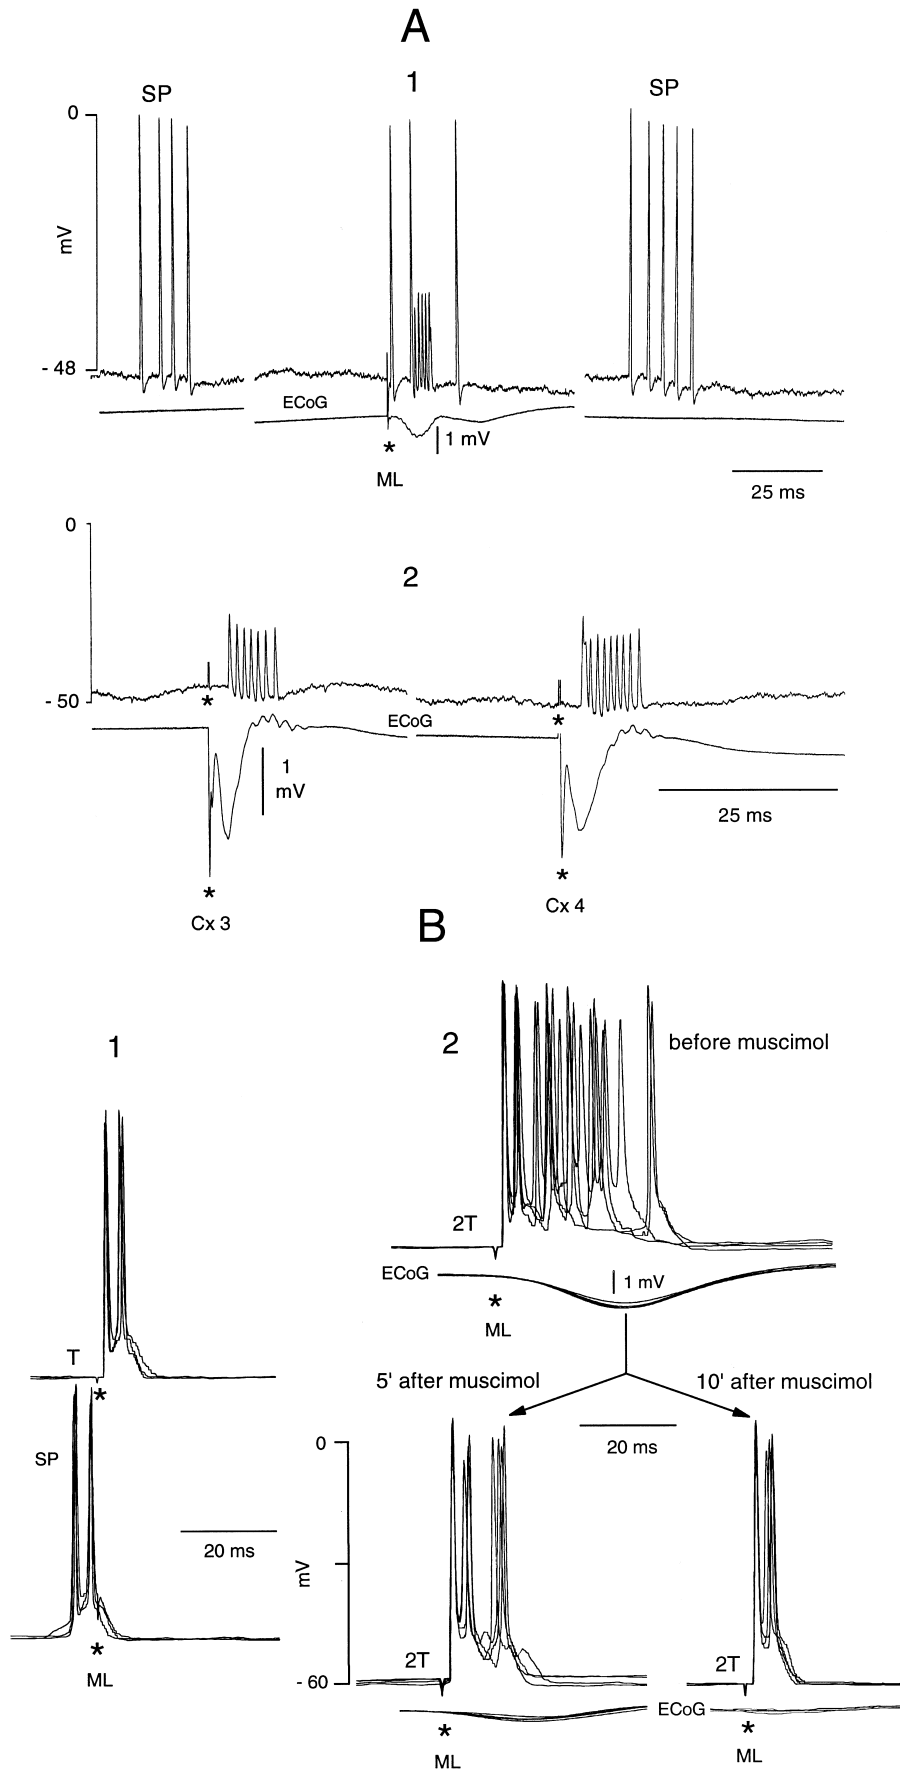 A
1
SP
SP
0
mV
- 48
ECoG
1 mV
*
ML
25 ms
0
2
- 50
*
*
ECoG
1
mV
25 ms
*
*
Cx 3
Cx 4
B
1
2
before muscimol
2T
ECoG
1 mV
*
ML
T
*
5' after muscimol
10' after muscimol
SP
0
20 ms
20 ms
mV
*
ML
2T
2T
- 60
ECoG
*
*
ML
ML